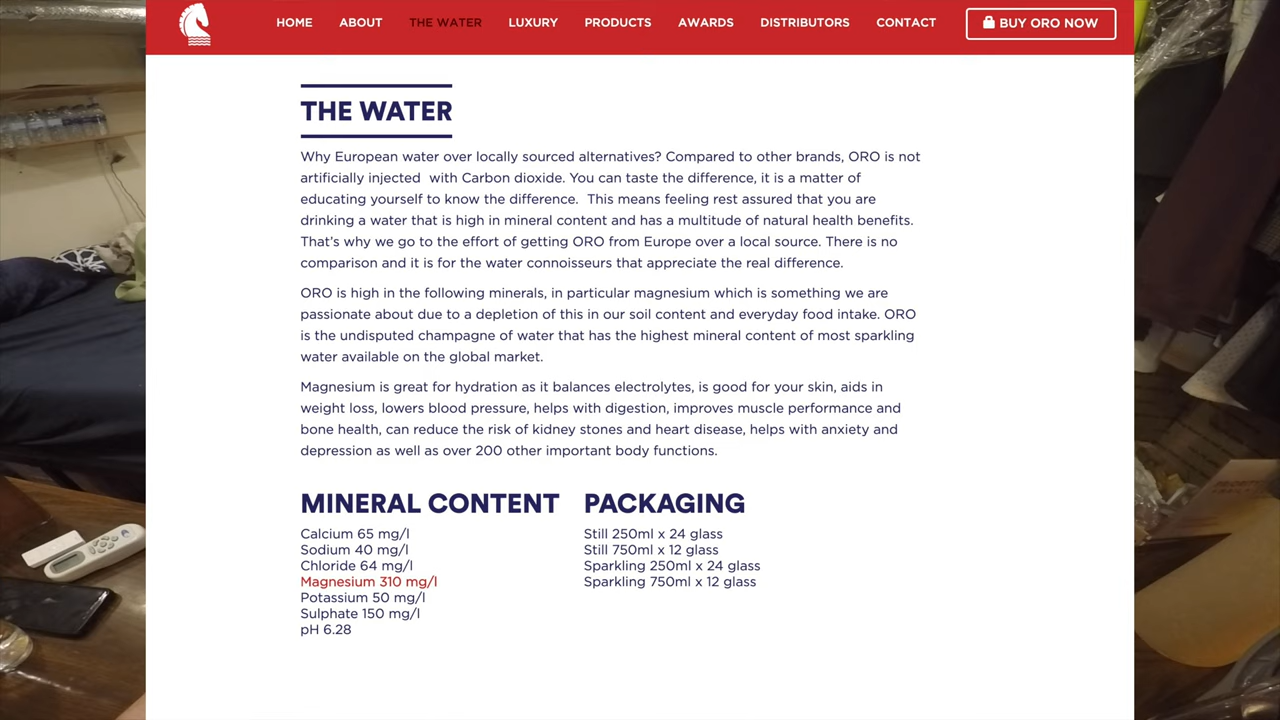 HOME ABOUT THE WATER LUXURY PRODUCTS AWARDS DISTRIBUTORS CONTACT BUY ORO NOW
THE WATER
Why European water over locally sourced alternatives? Compared to other brands, ORO is not
artificially injected  with Carbon dioxide. You can taste the difference, it is a matter of
educating yourself to know the difference.  This means feeling rest assured that you are
drinking a water that is high in mineral content and has a multitude of natural health benefits.
That's why we go to the effort of getting ORO from Europe over a local source. There is no
comparison and it is for the water connoisseurs that appreciate the real difference.
ORO is high in the following minerals, in particular magnesium which is something we are
passionate about due to a depletion of this in our soil content and everyday food intake. ORO
is the undisputed champagne of water that has the highest mineral content of most sparkling
water available on the global market.
Magnesium is great for hydration as it balances electrolytes, is good for your skin, aids in
weight loss, lowers blood pressure, helps with digestion, improves muscle performance and
bone health, can reduce the risk of kidney stones and heart disease, helps with anxiety and
depression as well as over 200 other important body functions.
MINERAL CONTENT
Calcium 65 mg/l
Sodium 40 mg/l
Chloride 64 mg/l
Magnesium 310 mg/l
Potassium 50 mg/l
Sulphate 150 mg/l
pH 6.28
PACKAGING
Still 250ml x 24 glass
Still 750ml x 12 glass
Sparkling 250ml x 24 glass
Sparkling 750ml x 12 glass